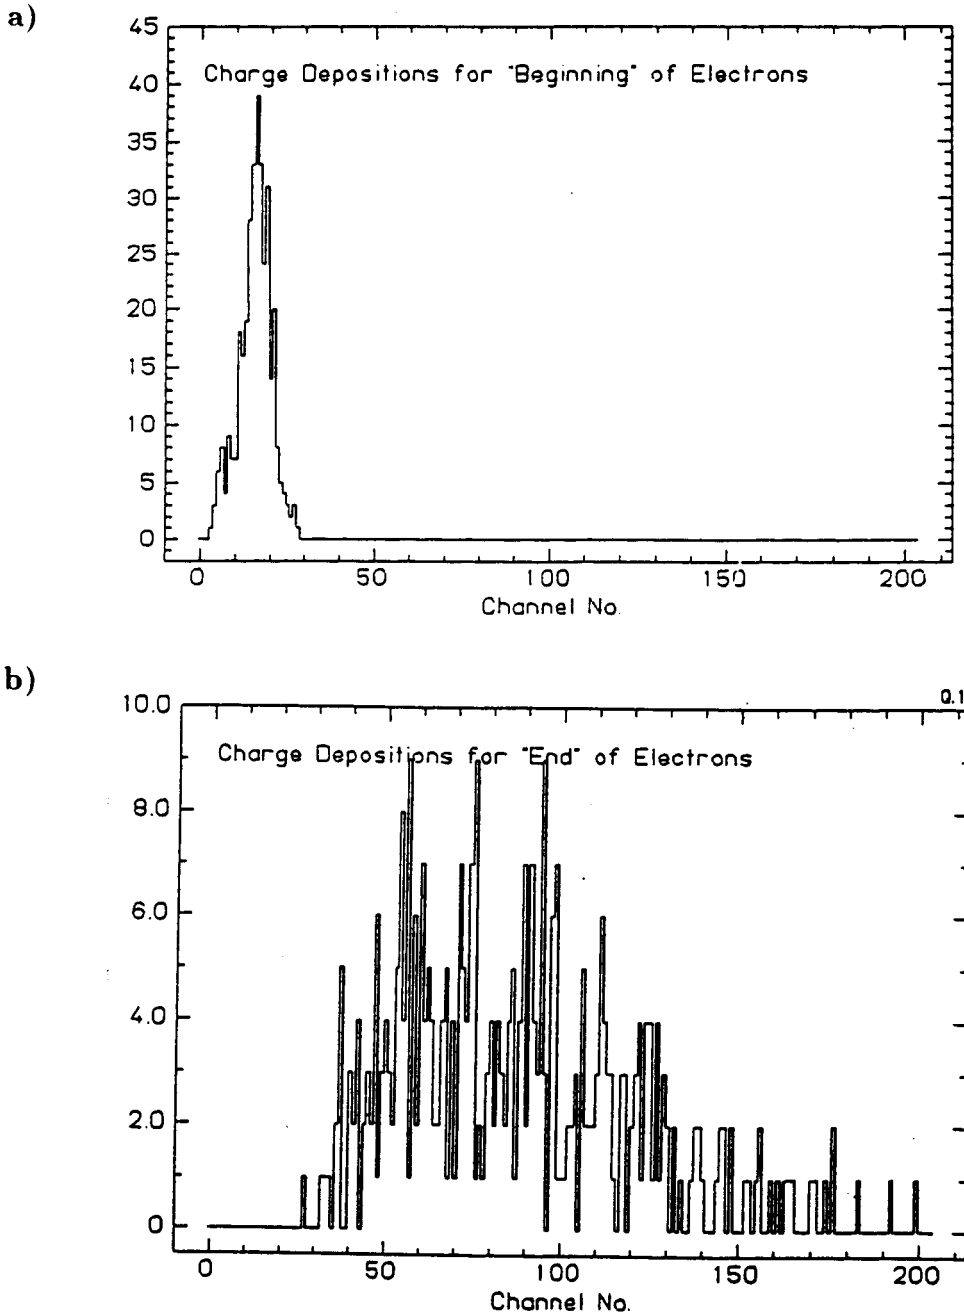 a)
45
Charge Depositions for "Beginning" of Electrons
40
35
30
25
20
15
10
5
0
0 50 100 150 200
Channel No.
b)
Q.1
10.0
Charge Depositions for "End" of Electrons
8.0
6.0
4.0
2.0
0
0 50 100 150 200
Channel No.